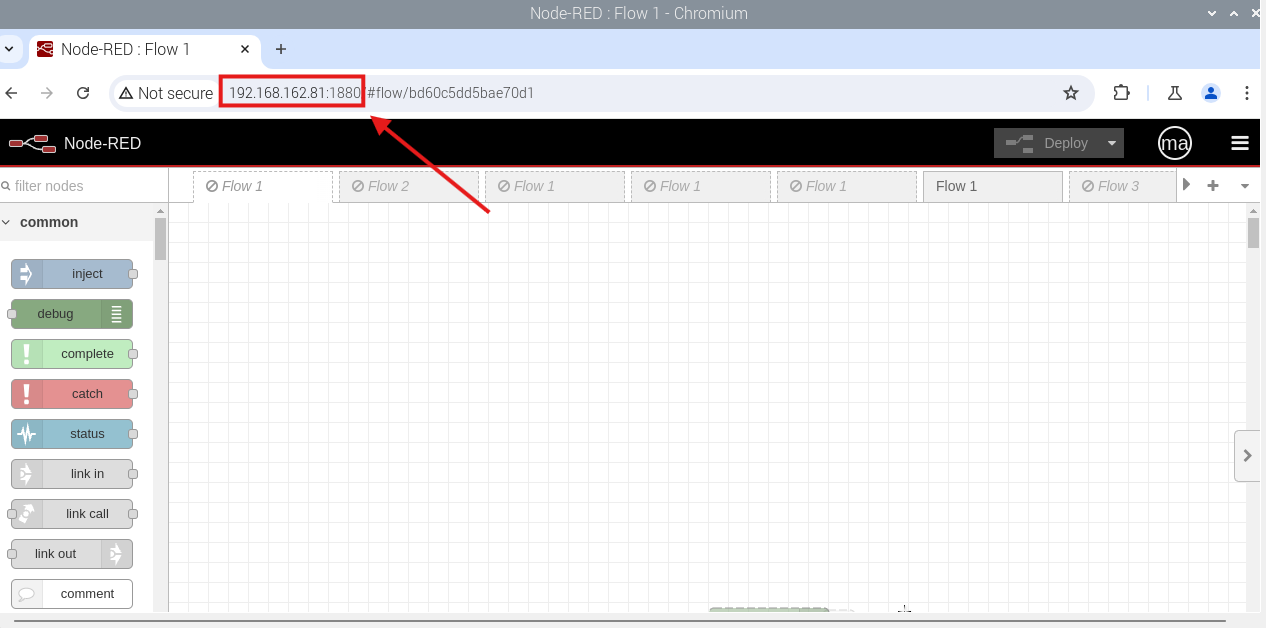 Node-RED : Flow 1 - Chromium
Node-RED : Flow 1
Not secure 192.168.162.81:1880/#flow/bd60c5dd5bae70d1
Node-RED
Deploy
ma
filter nodes
Flow 1
Flow 2
Flow 1
Flow 1
Flow 1
Flow 1
Flow 3
common
inject
debug
complete
catch
status
link in
link call
link out
comment